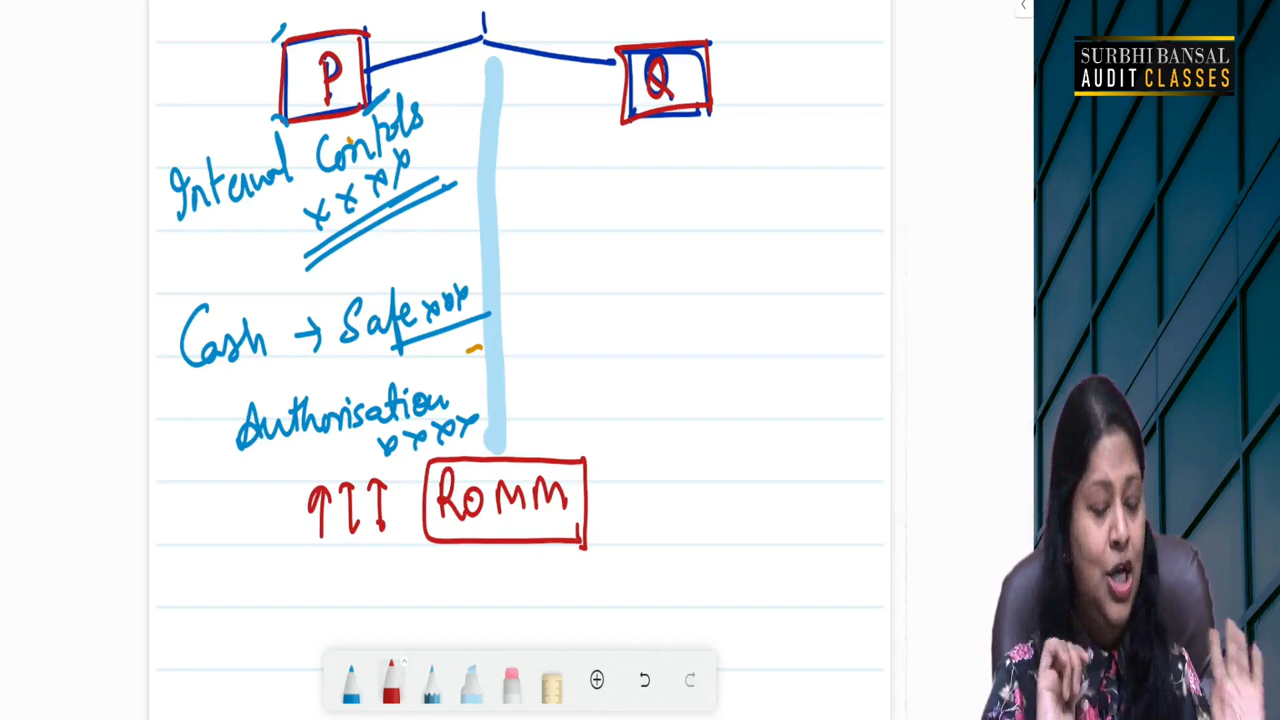 SURBHI BANSAL
AUDIT CLASSES
P
Q
Internal Controls
xxxx
Cash → Safe xxx
Authorisation
xxxx
↑↑↑ ROMM